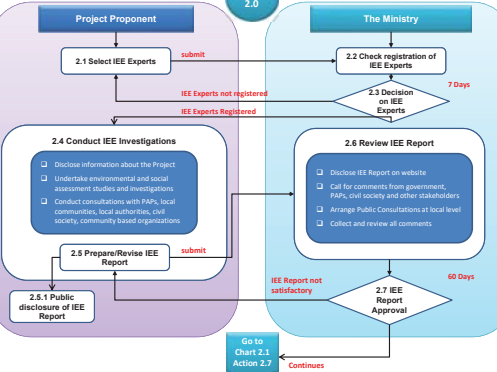 2.0
Project Proponent
The Ministry
2.1 Select IEE Experts
submit
2.2 Check registration of
IEE Experts
7 Days
IEE Experts not registered
2.3 Decision
on IEE
Experts
IEE Experts Registered
2.4 Conduct IEE Investigations
Disclose information about the Project
Undertake environmental and social
assessment studies and investigations
Conduct consultations with PAPs, local
communities, local authorities, civil
society, community based organizations
2.6 Review IEE Report
Disclose IEE Report on website
Call for comments from government,
PAPs, civil society and other stakeholders
Arrange Public Consultations at local level
Collect and review all comments
2.5 Prepare/Revise IEE
Report
submit
2.5.1 Public
disclosure of IEE
Report
IEE Report not
satisfactory
60 Days
2.7 IEE
Report
Approval
Go to
Chart 2.1
Action 2.7
Continues